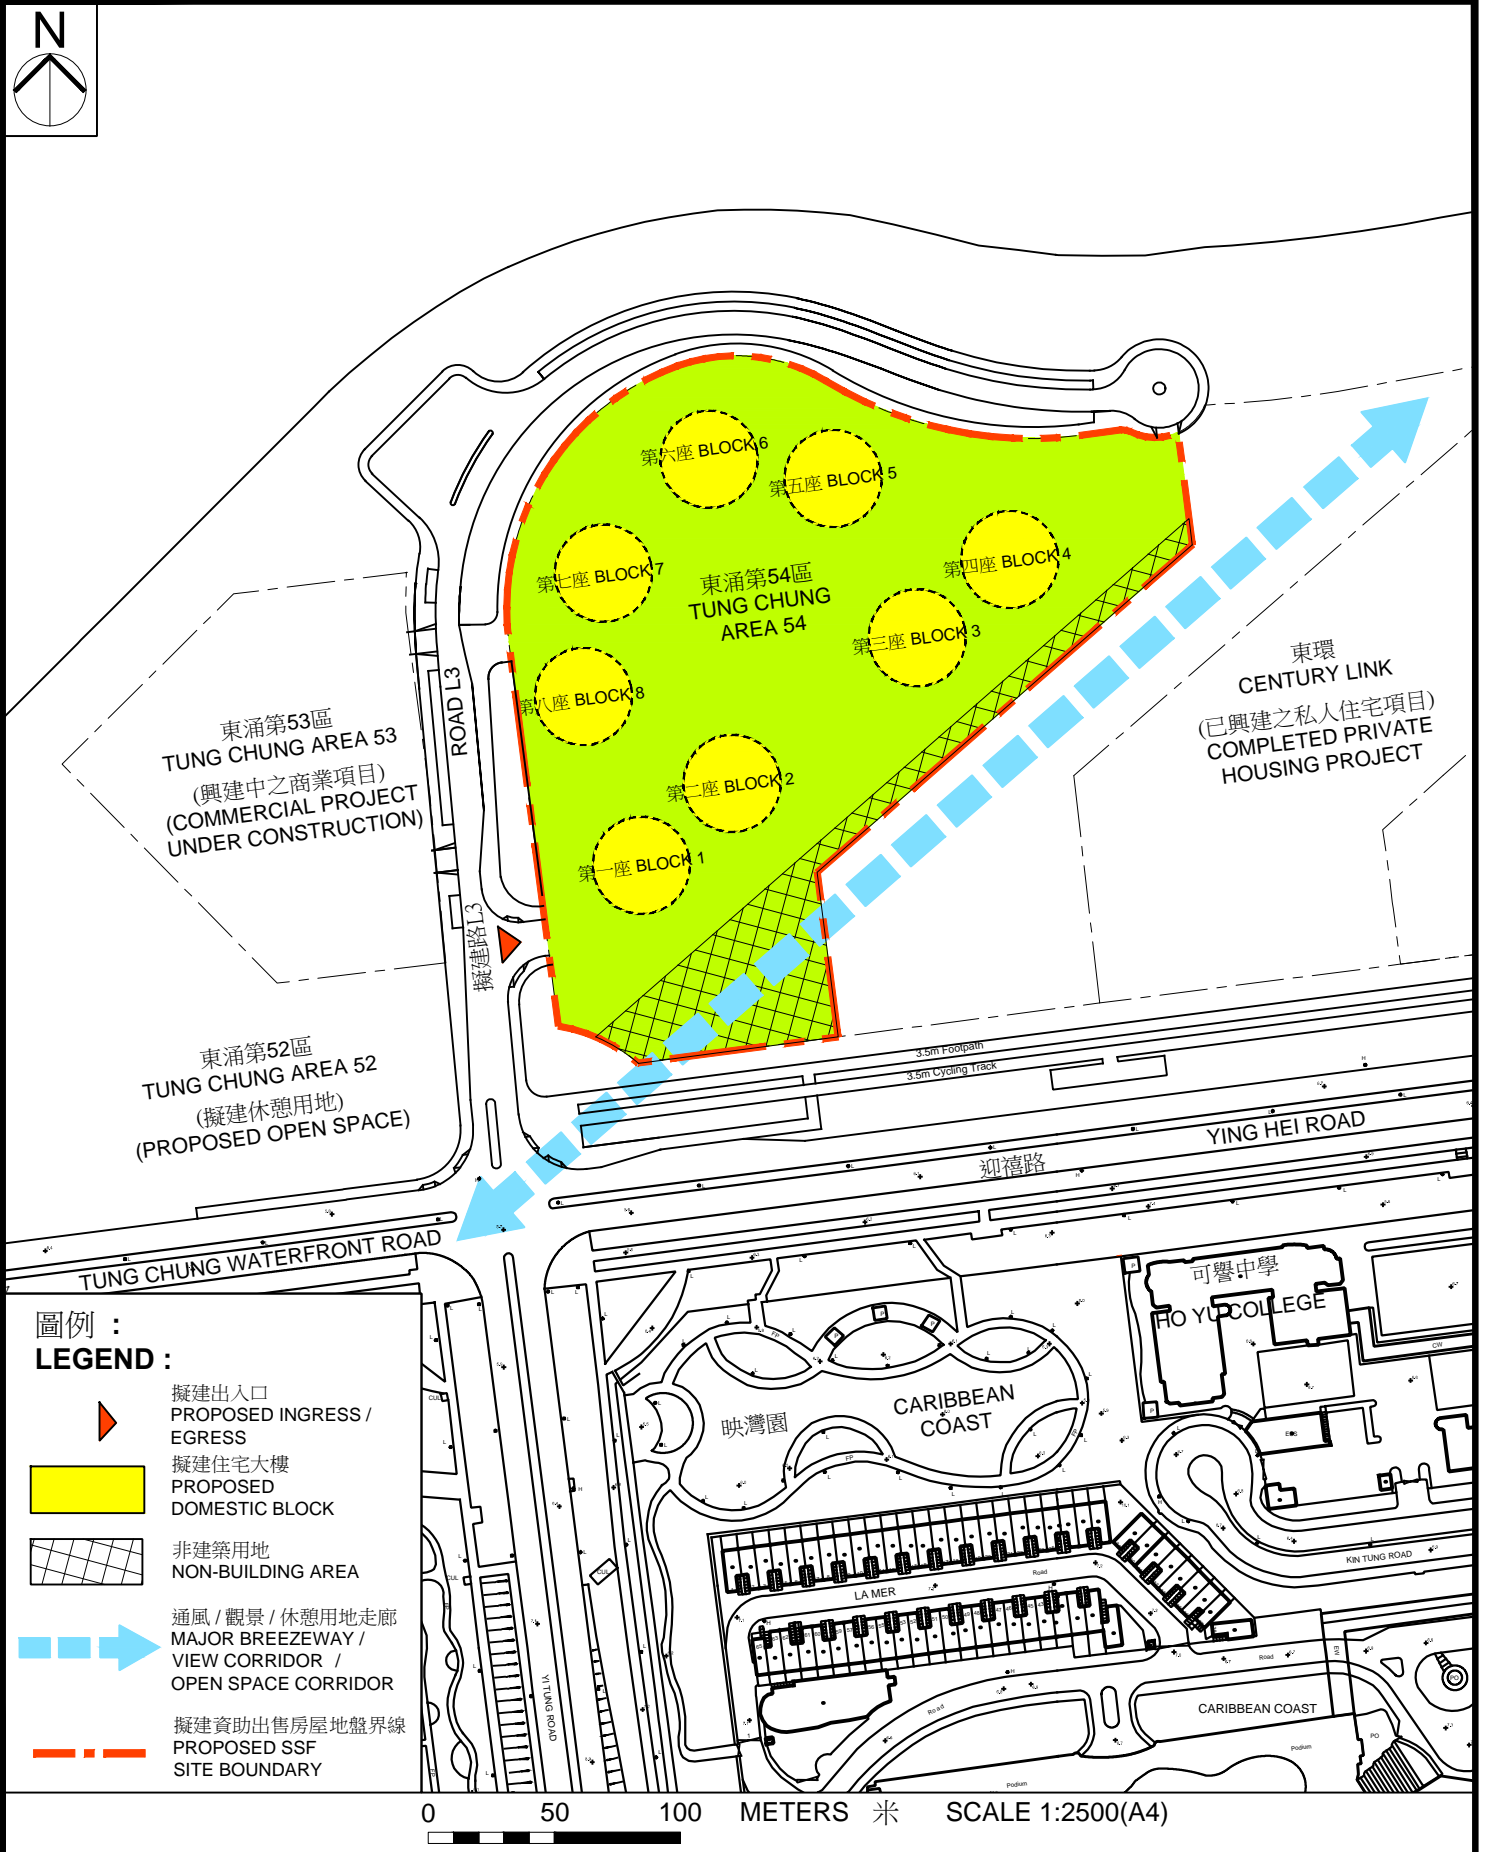 N
第六座 BLOCK 6
第五座 BLOCK 5
第四座 BLOCK 4
第七座 BLOCK 7
東涌第54區
TUNG CHUNG
AREA 54
第三座 BLOCK 3
第八座 BLOCK 8
第二座 BLOCK 2
第一座 BLOCK 1
東環
CENTURY LINK
(已興建之私人住宅項目)
COMPLETED PRIVATE
HOUSING PROJECT
ROAD L3
擬建路L3
東涌第53區
TUNG CHUNG AREA 53
(興建中之商業項目)
(COMMERCIAL PROJECT
UNDER CONSTRUCTION)
東涌第52區
TUNG CHUNG AREA 52
(擬建休憩用地)
(PROPOSED OPEN SPACE)
3.5m Footpath
3.5m Cycling Track
YING HEI ROAD
迎禧路
TUNG CHUNG WATERFRONT ROAD
可譽中學
HO YU COLLEGE
映灣園
CARIBBEAN
COAST
LA MER
Road
KIN TUNG ROAD
YI TUNG ROAD
Road
Road
CARIBBEAN COAST
Podium
Podium
圖例 :
LEGEND :
擬建出入口
PROPOSED INGRESS /
EGRESS
擬建住宅大樓
PROPOSED
DOMESTIC BLOCK
非建築用地
NON-BUILDING AREA
通風 / 觀景 / 休憩用地走廊
MAJOR BREEZEWAY /
VIEW CORRIDOR /
OPEN SPACE CORRIDOR
擬建資助出售房屋地盤界線
PROPOSED SSF
SITE BOUNDARY
0 50 100 METERS 米 SCALE 1:2500(A4)